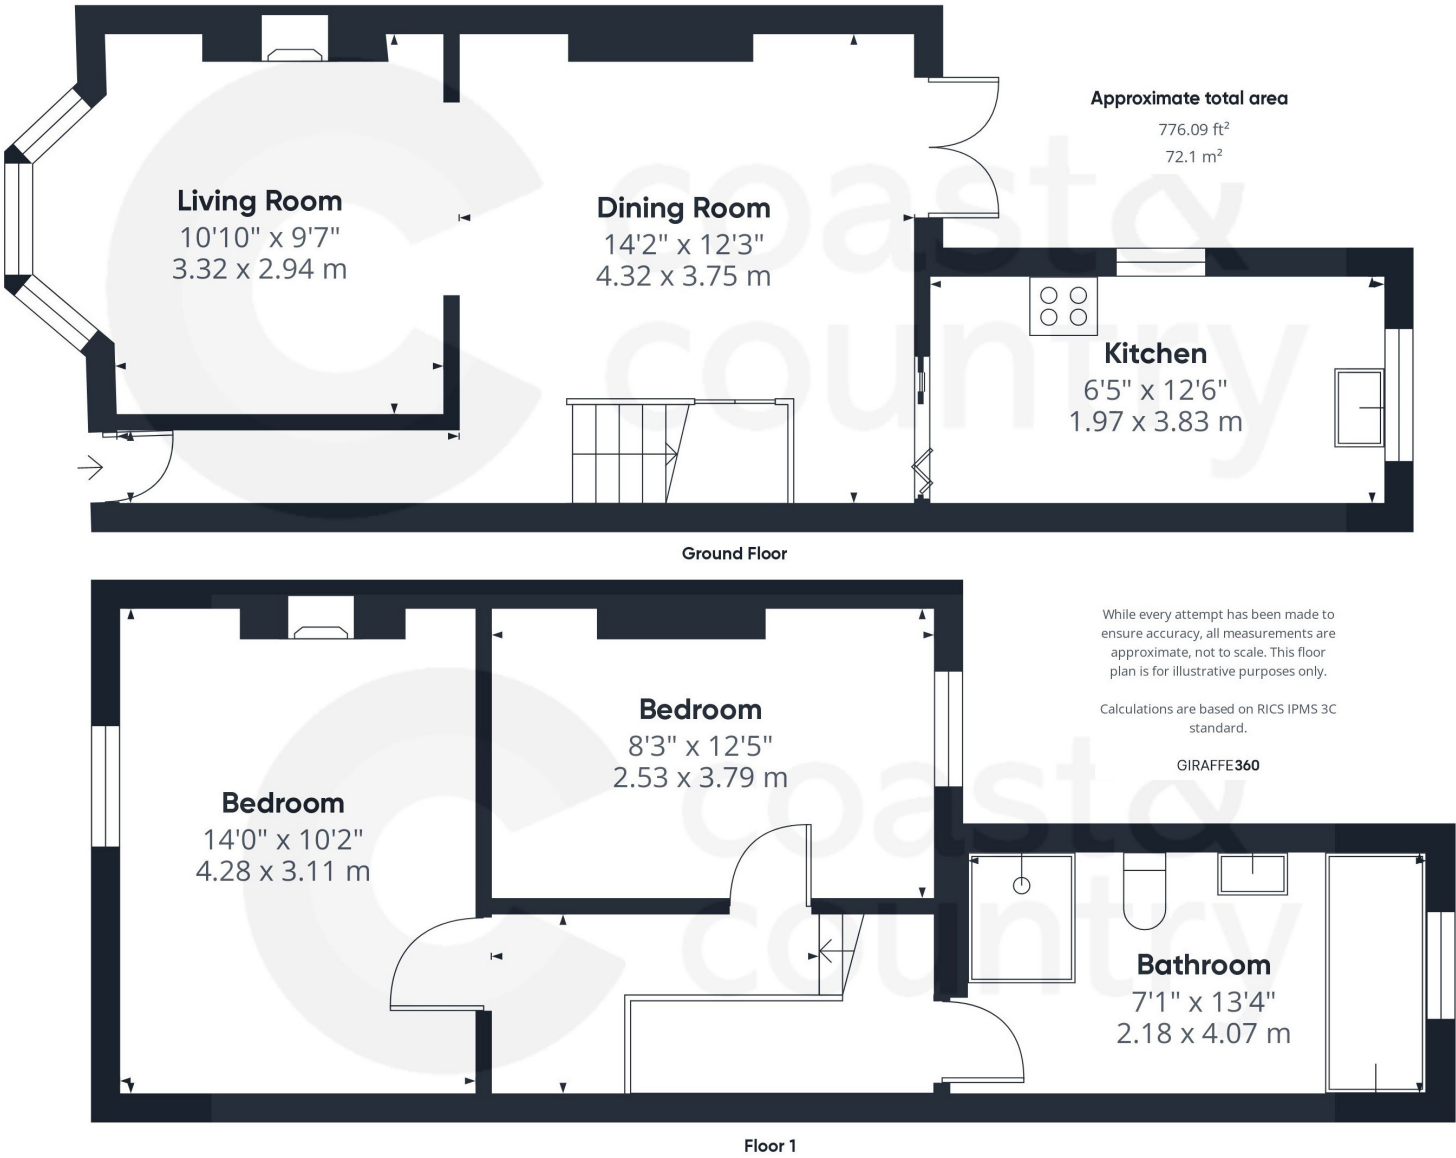 Approximate total area
776.09 ft²
72.1 m²
Living Room
10'10" x 9'7"
3.32 x 2.94 m
Dining Room
14'2" x 12'3"
4.32 x 3.75 m
Kitchen
6'5" x 12'6"
1.97 x 3.83 m
coast &
country
Ground Floor
While every attempt has been made to
ensure accuracy, all measurements are
approximate, not to scale. This floor
plan is for illustrative purposes only.
Calculations are based on RICS IPMS 3C
standard.
GIRAFFE360
Bedroom
8'3" x 12'5"
2.53 x 3.79 m
Bedroom
14'0" x 10'2"
4.28 x 3.11 m
Bathroom
7'1" x 13'4"
2.18 x 4.07 m
coast &
country
Floor 1